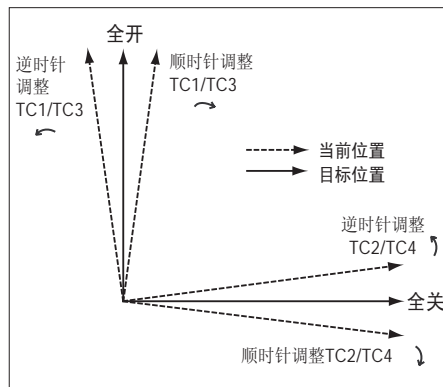 全开
逆时针
调整
TC1/TC3
顺时针调整
TC1/TC3
当前位置
目标位置
逆时针调整
TC2/TC4
全关
顺时针调整TC2/TC4